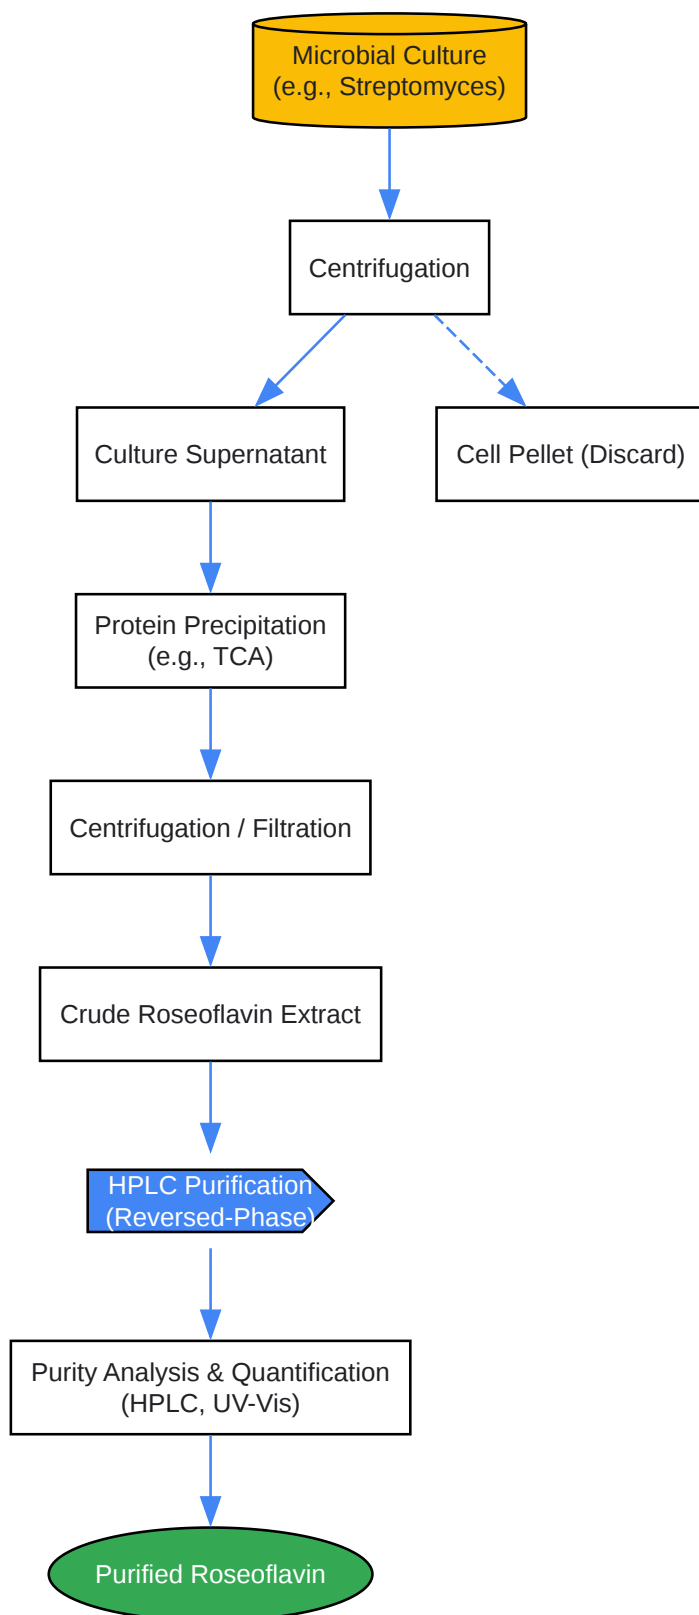 Microbial Culture
(e.g., Streptomyces)
Centrifugation
Culture Supernatant
Cell Pellet (Discard)
Protein Precipitation
(e.g., TCA)
Centrifugation / Filtration
Crude Roseoflavin Extract
HPLC Purification
(Reversed-Phase)
Purity Analysis & Quantification
(HPLC, UV-Vis)
Purified Roseoflavin